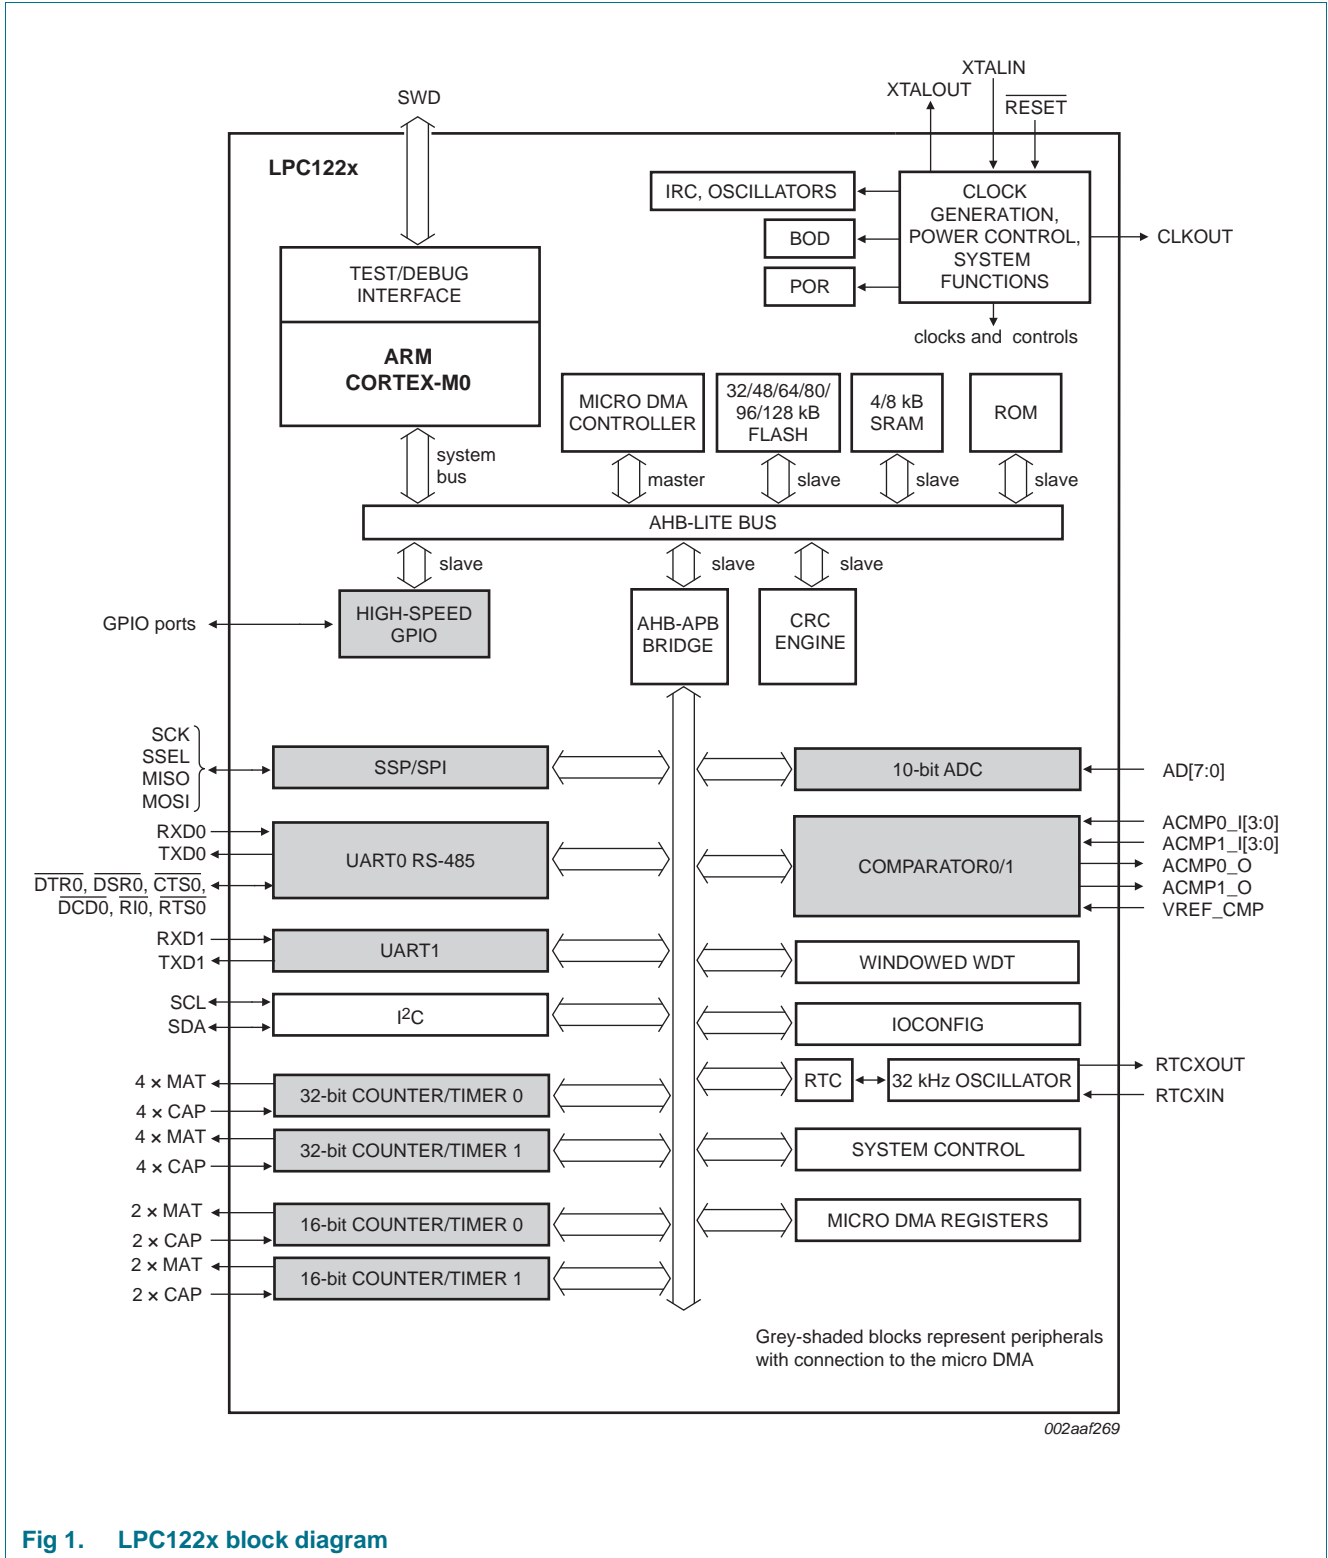 XTALIN
XTALOUT
RESET
SWD
LPC122x
IRC, OSCILLATORS
CLOCK
GENERATION,
POWER CONTROL,
SYSTEM
FUNCTIONS
BOD
CLKOUT
POR
TEST/DEBUG
INTERFACE
clocks and controls
ARM
CORTEX-M0
MICRO DMA
CONTROLLER
32/48/64/80/
96/128 kB
FLASH
4/8 kB
SRAM
ROM
system
bus
master
slave
slave
slave
AHB-LITE BUS
slave
slave
slave
GPIO ports
HIGH-SPEED
GPIO
AHB-APB
BRIDGE
CRC
ENGINE
SCK
SSEL
MISO
MOSI
SSP/SPI
10-bit ADC
AD[7:0]
RXD0
TXD0
DTR0, DSR0, CTS0,
DCD0, RI0, RTS0
UART0 RS-485
COMPARATOR0/1
ACMP0_I[3:0]
ACMP1_I[3:0]
ACMP0_O
ACMP1_O
VREF_CMP
RXD1
TXD1
UART1
WINDOWED WDT
SCL
SDA
I2C
IOCONFIG
4 × MAT
4 × CAP
32-bit COUNTER/TIMER 0
RTC
32 kHz OSCILLATOR
RTCXOUT
RTCXIN
4 × MAT
4 × CAP
32-bit COUNTER/TIMER 1
SYSTEM CONTROL
2 × MAT
2 × CAP
16-bit COUNTER/TIMER 0
MICRO DMA REGISTERS
2 × MAT
2 × CAP
16-bit COUNTER/TIMER 1
Grey-shaded blocks represent peripherals
with connection to the micro DMA
002aaf269
Fig 1. LPC122x block diagram